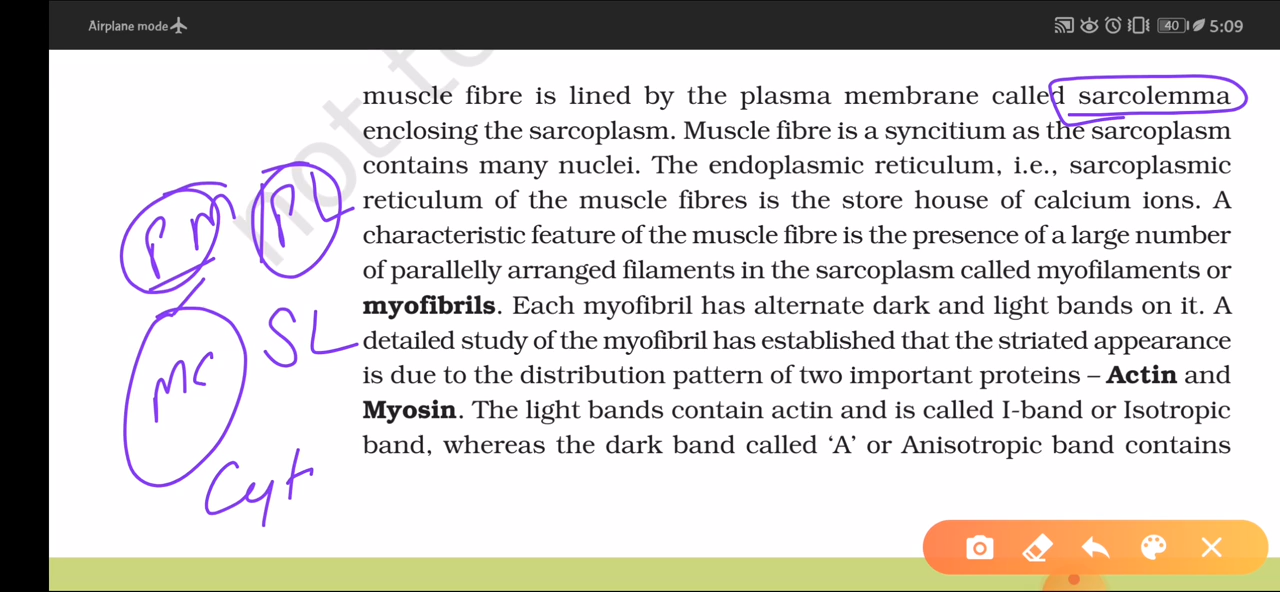 Airplane mode
40 5:09
muscle fibre is lined by the plasma membrane called sarcolemma
enclosing the sarcoplasm. Muscle fibre is a syncitium as the sarcoplasm
contains many nuclei. The endoplasmic reticulum, i.e., sarcoplasmic
reticulum of the muscle fibres is the store house of calcium ions. A
characteristic feature of the muscle fibre is the presence of a large number
of parallelly arranged filaments in the sarcoplasm called myofilaments or
myofibrils. Each myofibril has alternate dark and light bands on it. A
detailed study of the myofibril has established that the striated appearance
is due to the distribution pattern of two important proteins – Actin and
Myosin. The light bands contain actin and is called I-band or Isotropic
band, whereas the dark band called ‘A’ or Anisotropic band contains
not
Pm PL
SL
mc
Cyt